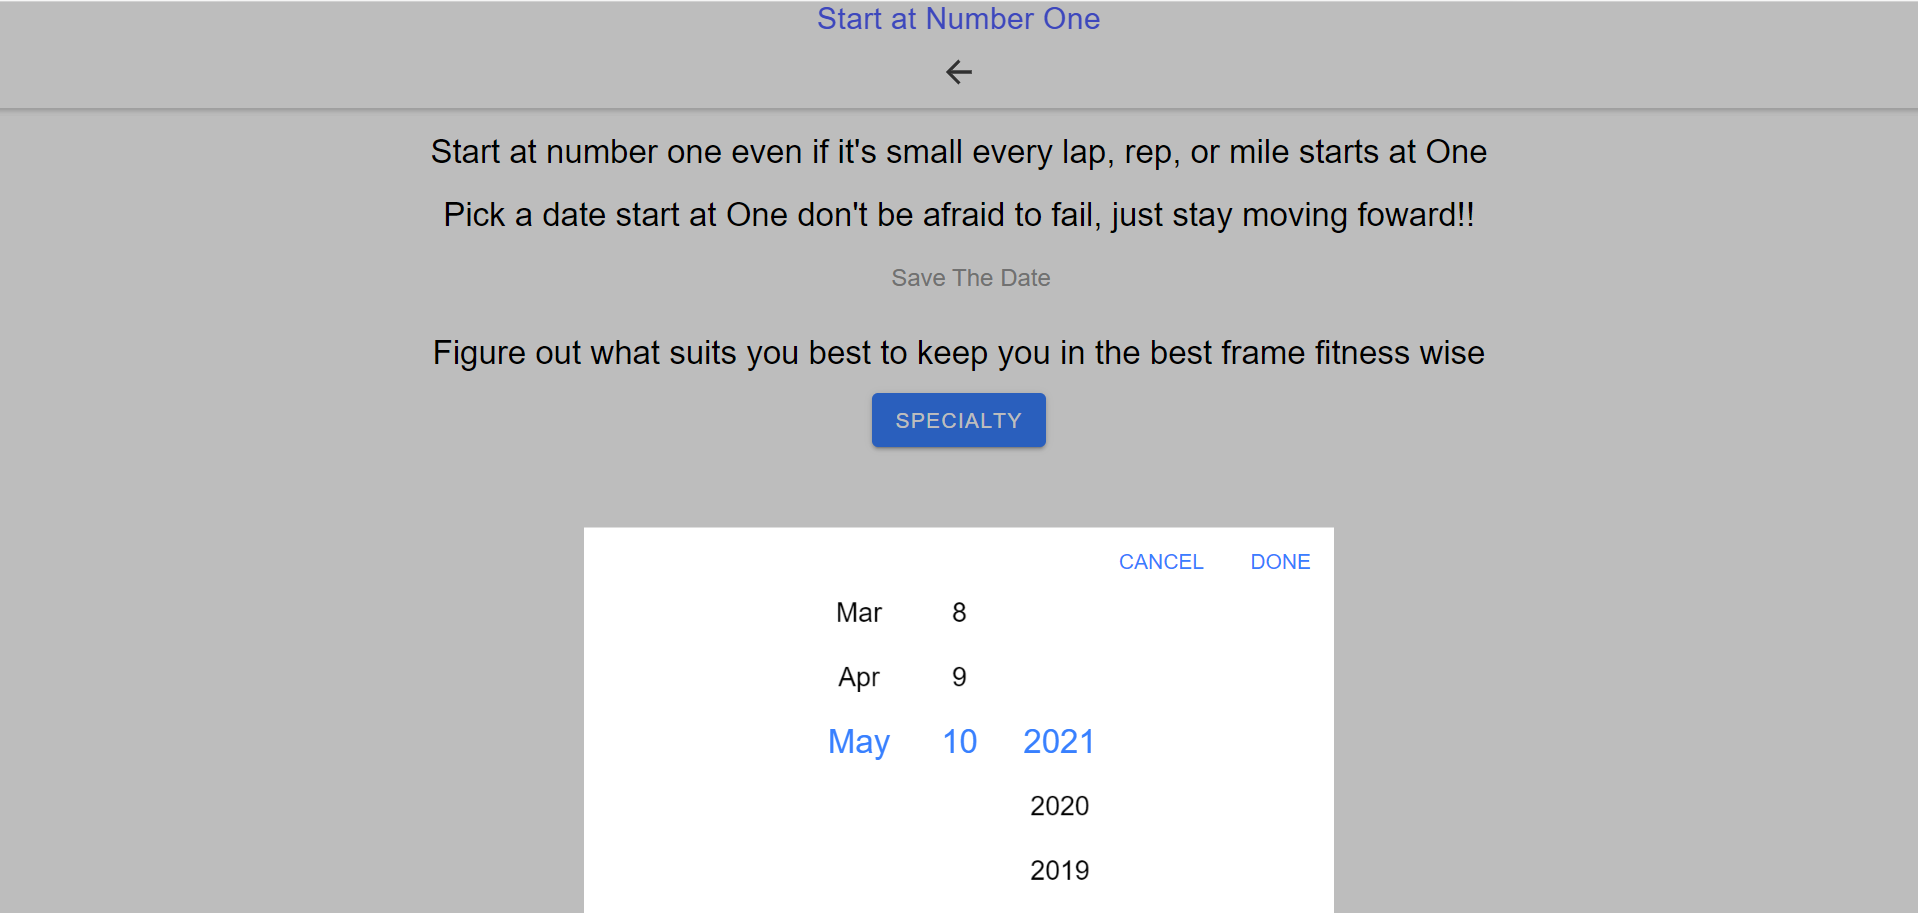 Start at Number One
Start at number one even if it's small every lap, rep, or mile starts at One
Pick a date start at One don't be afraid to fail, just stay moving foward!!
Save The Date
Figure out what suits you best to keep you in the best frame fitness wise
SPECIALTY
CANCEL DONE
Mar 8
Apr 9
May 10 2021
2020
2019